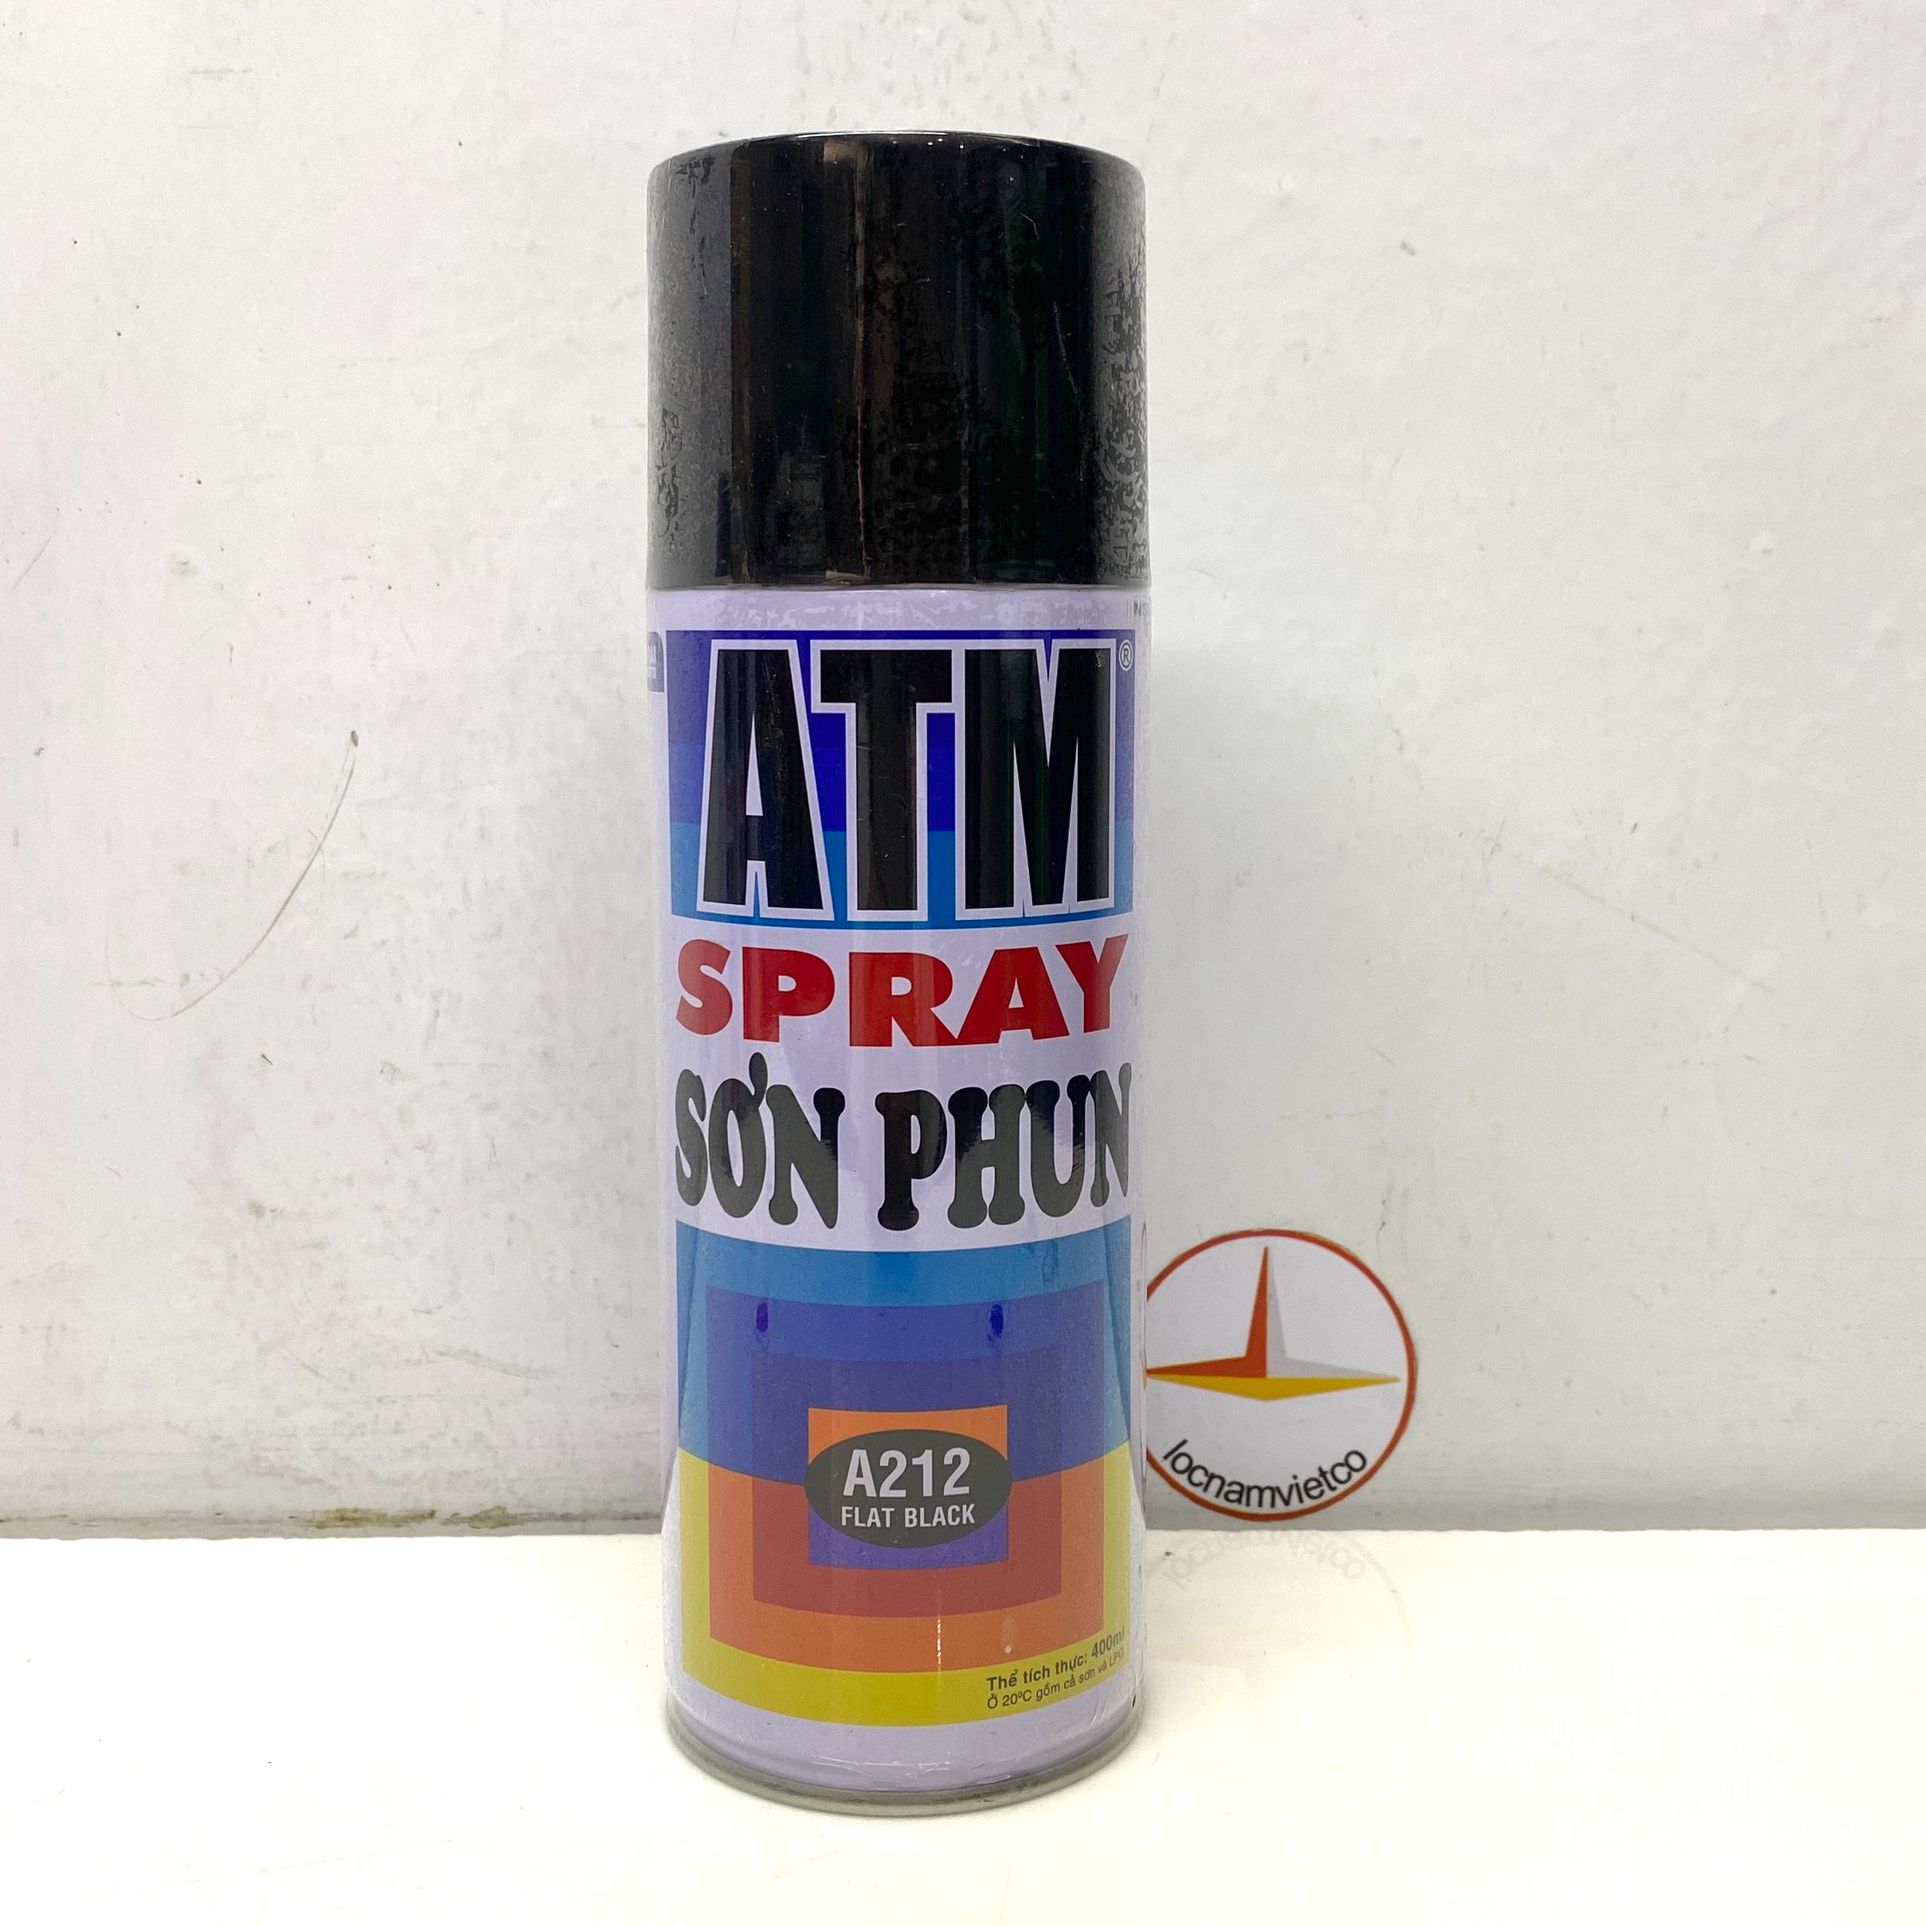 ATM®
SPRAY
SƠN PHUN
A212
FLAT BLACK
Thể tích thực: 400ml
Ở 20ºC gồm cả sơn và LPG
locnamvietco